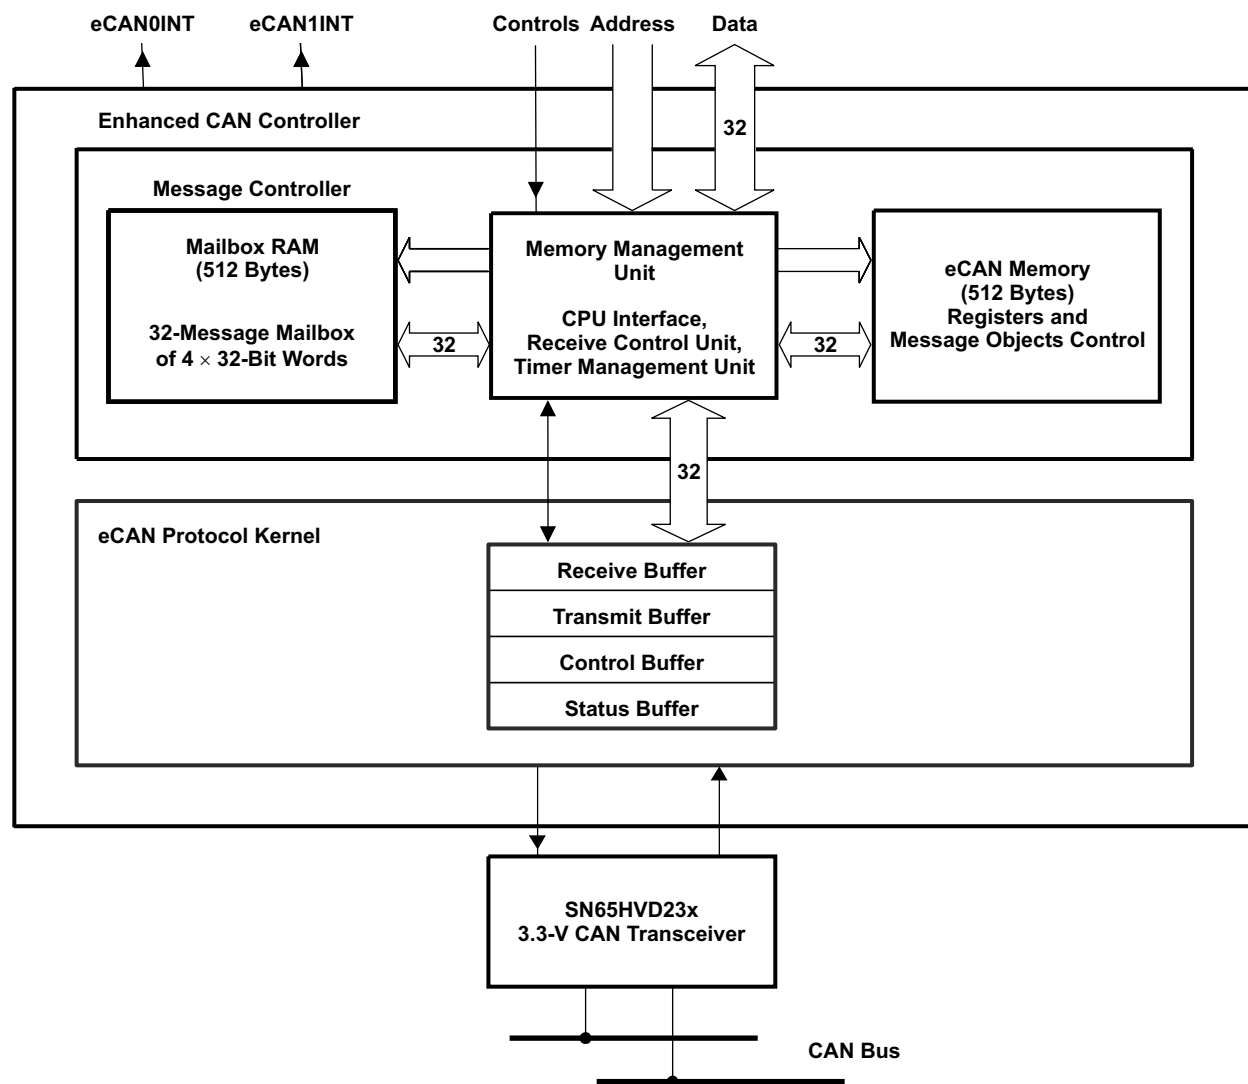 eCAN0INT eCAN1INT Controls Address Data
32
Enhanced CAN Controller
Message Controller
Mailbox RAM
(512 Bytes)
32-Message Mailbox
of 4 × 32-Bit Words
32
Memory Management
Unit
CPU Interface,
Receive Control Unit,
Timer Management Unit
32
eCAN Memory
(512 Bytes)
Registers and
Message Objects Control
32
eCAN Protocol Kernel
Receive Buffer
Transmit Buffer
Control Buffer
Status Buffer
SN65HVD23x
3.3-V CAN Transceiver
CAN Bus